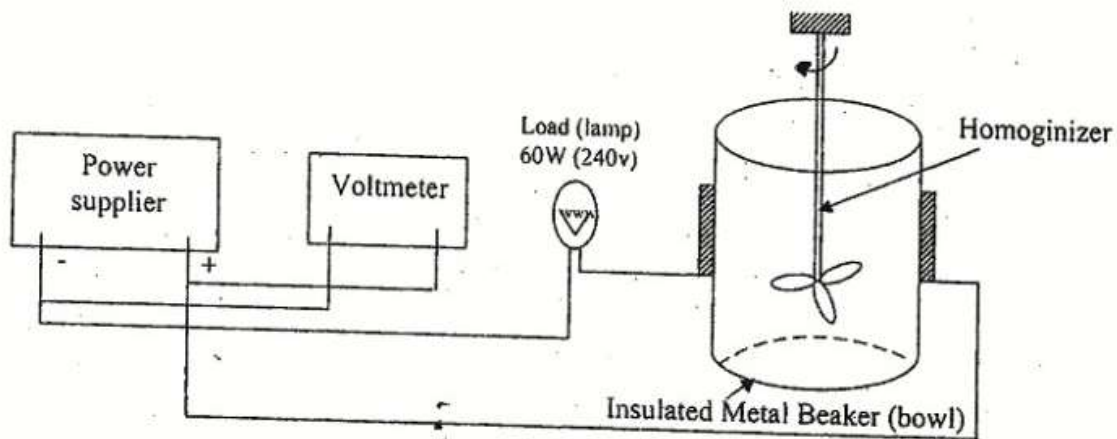 Power
supplier
-
+
Voltmeter
Load (lamp)
60W (240v)
Homoginizer
Insulated Metal Beaker (bowl)